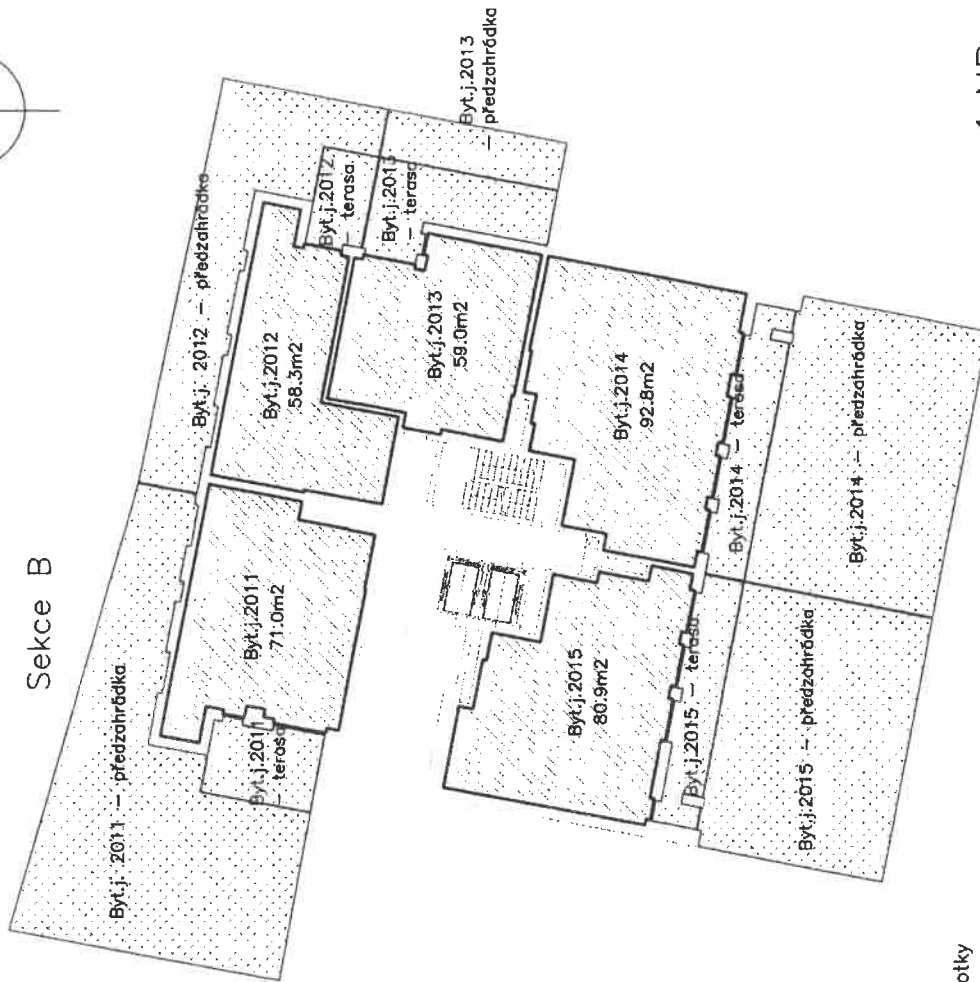 Sekce B
Byt.j. 2011 – předzahrádka
Byt.j. 2012 – předzahrádka
Byt.j.2013
– předzahrádka
Byt.j.2012
– terasa
Byt.j.2013
– terasa
Byt.j.2012
58.3m2
Byt.j.2013
59.0m2
Byt.j.2011
71.0m2
Byt.j.2011
– terasa
Byt.j.2014
92.8m2
Byt.j.2015
80.9m2
Byt.j.2014 – terasa
Byt.j.2015 – terasa
Byt.j.2014 – předzahrádka
Byt.j.2015 – předzahrádka
otky